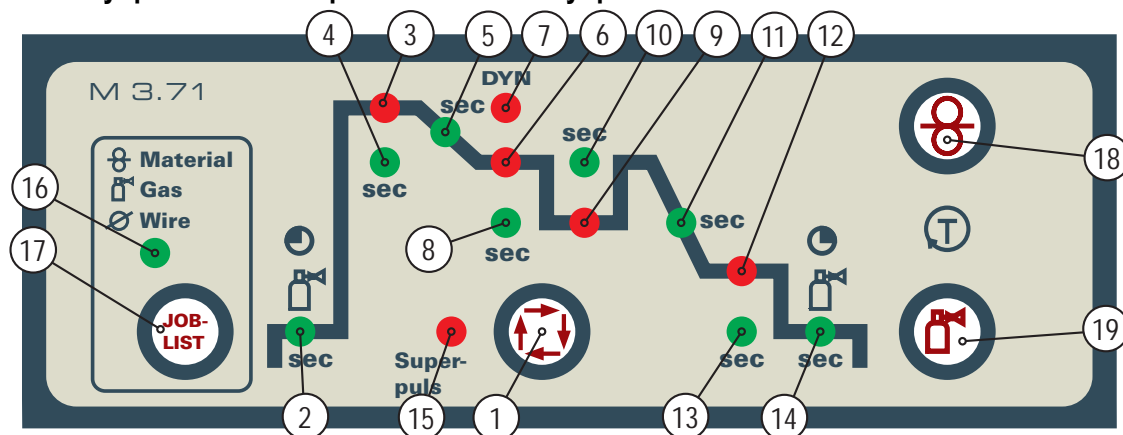 4
3
5
7
6
10
9
11
12
M 3.71
DYN
sec
sec
Material
Gas
Wire
sec
sec
sec
16
17
18
8
T
JOB-
LIST
sec
Super-
puls
sec
sec
19
2
15
1
13
14